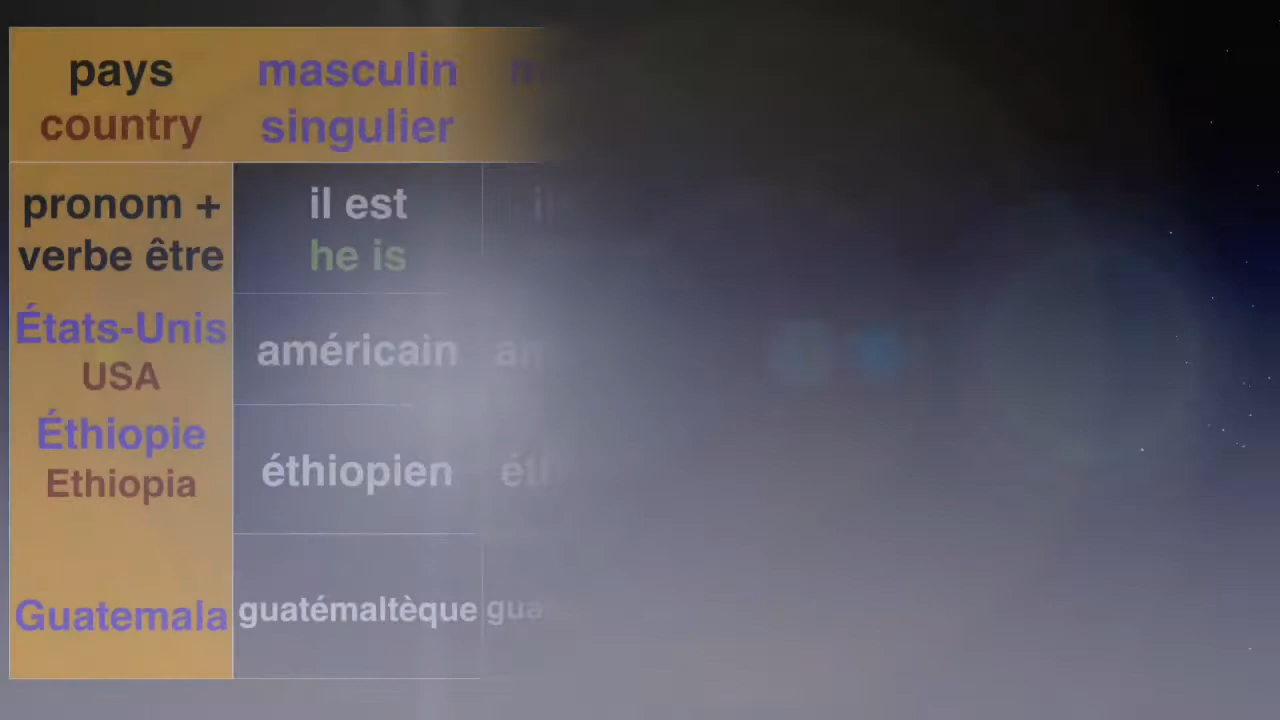 pays
country
masculin
singulier
pronom +
verbe être
il est
he is
États-Unis
USA
américain
Éthiopie
Ethiopia
éthiopien
Guatemala
guatémaltèque